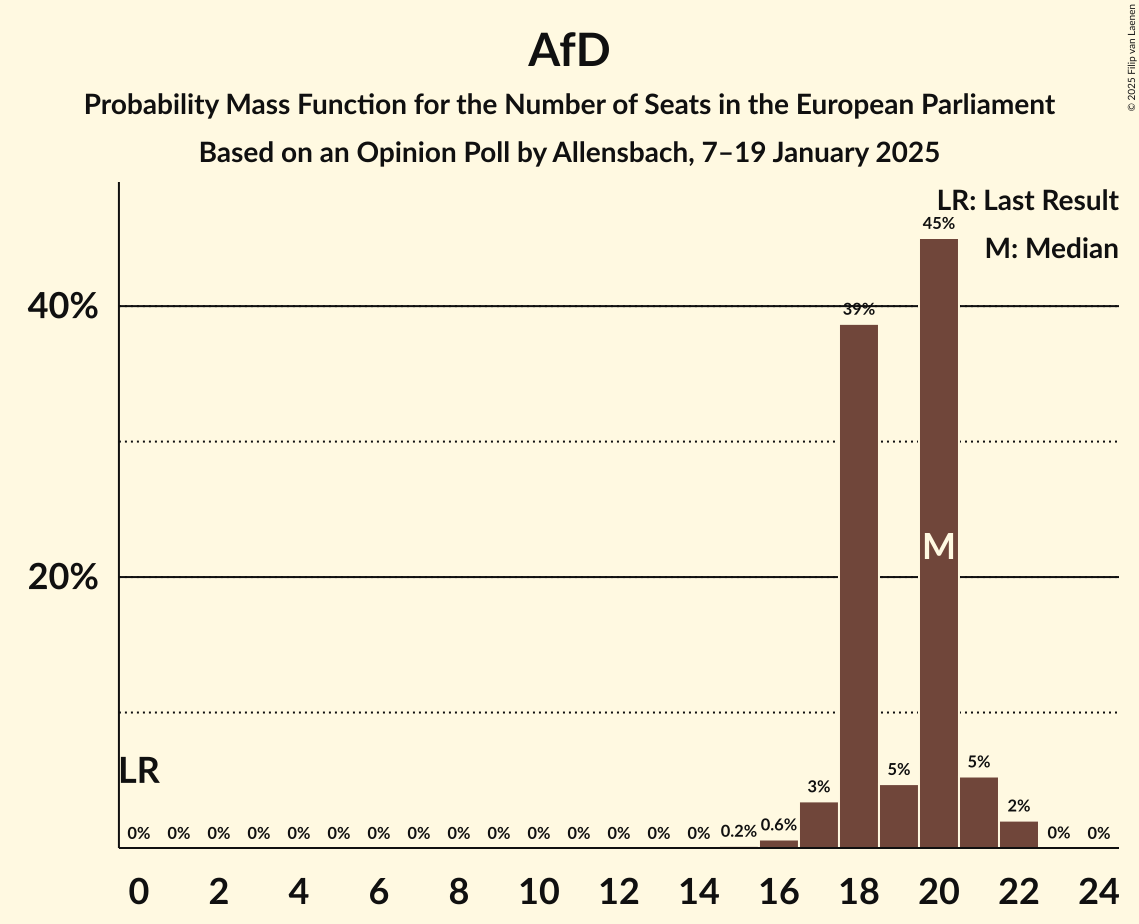 AfD
Probability Mass Function for the Number of Seats in the European Parliament
Based on an Opinion Poll by Allensbach, 7–19 January 2025
© 2025 Filip van Laenen
LR: Last Result
M: Median
40%
20%
LR
M
0% 0% 0% 0% 0% 0% 0% 0% 0% 0% 0% 0% 0% 0% 0% 0.2% 0.6% 3% 39% 5% 45% 5% 2% 0% 0%
0 2 4 6 8 10 12 14 16 18 20 22 24